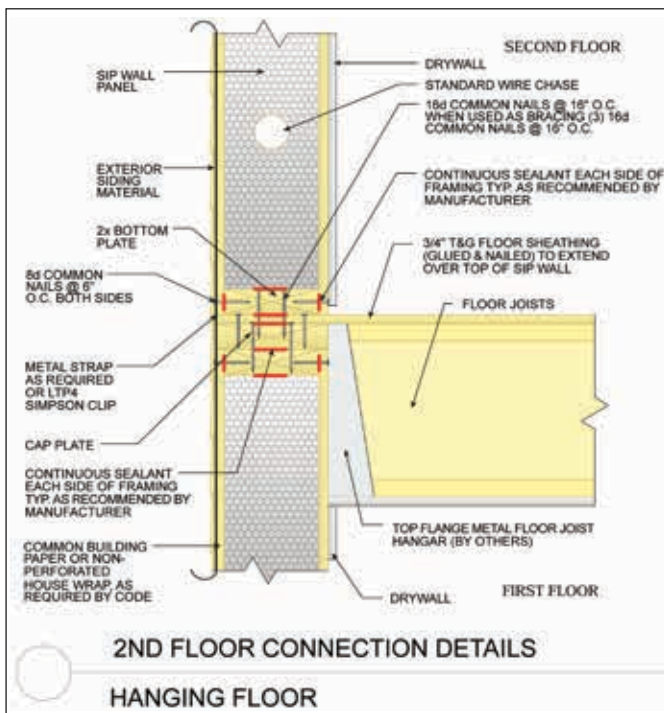 SECOND FLOOR
SIP WALL
PANEL
EXTERIOR
SIDING
MATERIAL
2x BOTTOM
PLATE
8d COMMON
NAILS @ 6"
O.C. BOTH SIDES
METAL STRAP
AS REQUIRED
OR LTP4
SIMPSON CLIP
CAP PLATE
CONTINUOUS SEALANT
EACH SIDE OF FRAMING
TYP. AS RECOMMENDED BY
MANUFACTURER
COMMON BUILDING
PAPER OR NON-
PERFORATED
HOUSE WRAP, AS
REQUIRED BY CODE
DRYWALL
STANDARD WIRE CHASE
16d COMMON NAILS @ 16" O.C.
WHEN USED AS BRACING (3) 16d
COMMON NAILS @ 16" O.C.
CONTINUOUS SEALANT EACH SIDE OF
FRAMING TYP. AS RECOMMENDED BY
MANUFACTURER
3/4" T&G FLOOR SHEATHING
(GLUED & NAILED) TO EXTEND
OVER TOP OF SIP WALL
FLOOR JOISTS
TOP FLANGE METAL FLOOR JOIST
HANGAR (BY OTHERS)
DRYWALL
FIRST FLOOR
2ND FLOOR CONNECTION DETAILS
HANGING FLOOR